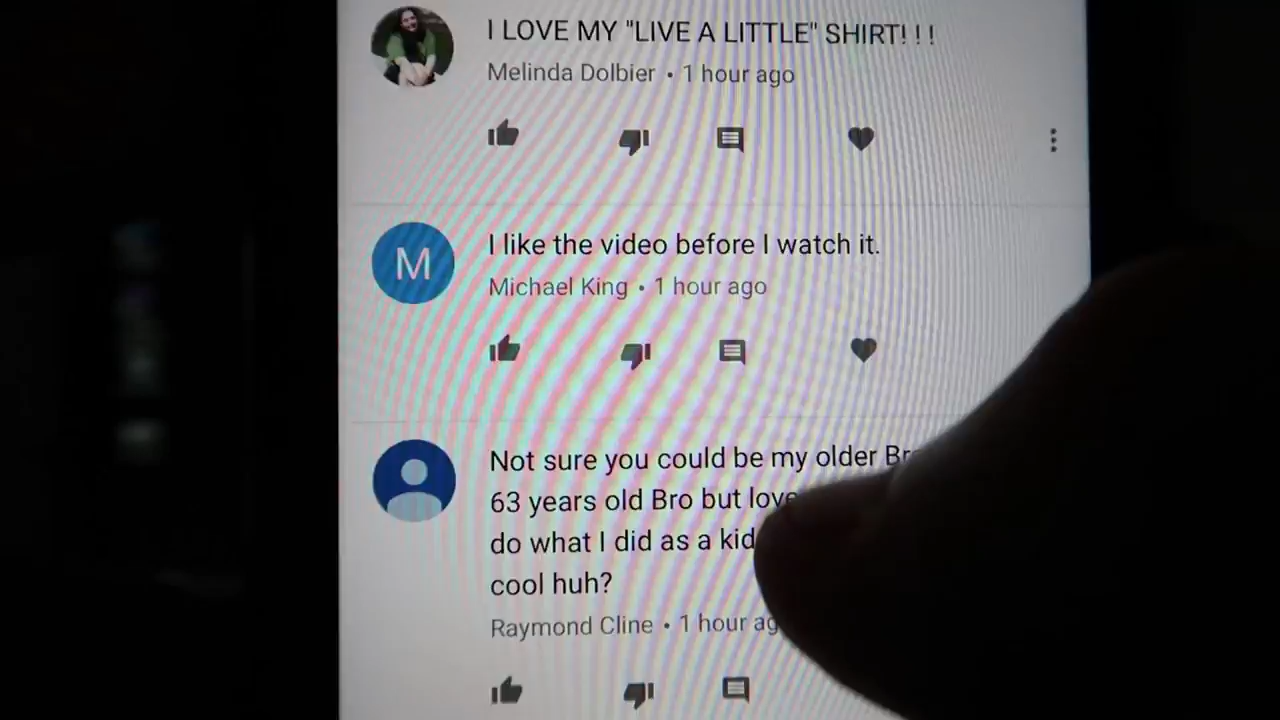 I LOVE MY "LIVE A LITTLE" SHIRT! ! !
Melinda Dolbier • 1 hour ago
M
I like the video before I watch it.
Michael King • 1 hour ago
Not sure you could be my older
63 years old Bro but love
do what I did as a kid
cool huh?
Raymond Cline • 1 hour